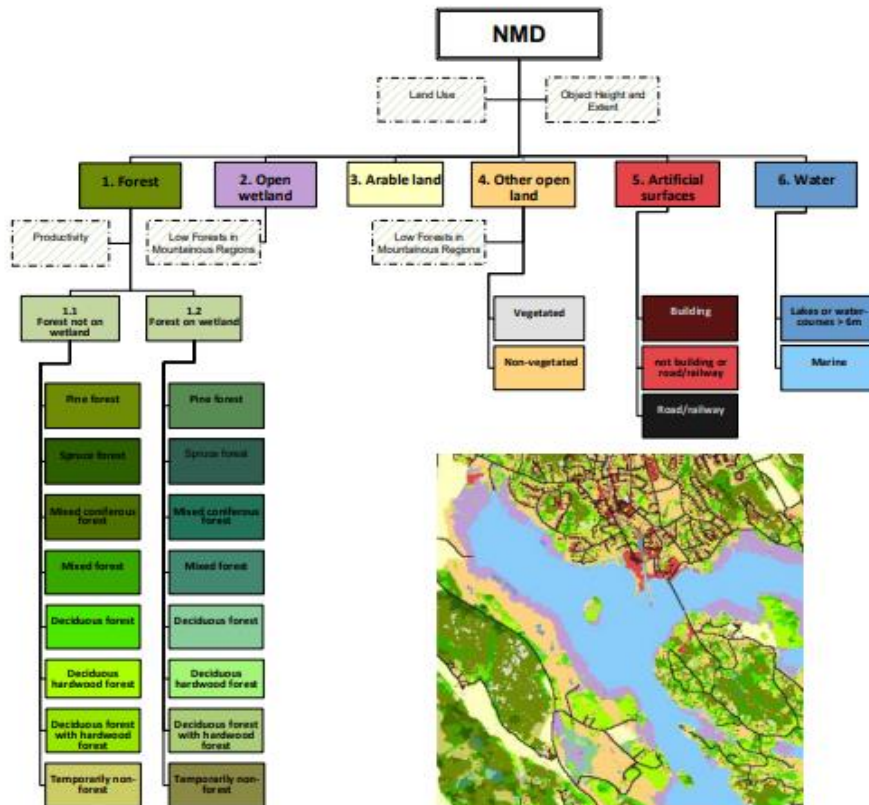 NMD
Land Use
Object Height and
Extent
1. Forest
2. Open
wetland
3. Arable land
4. Other open
land
5. Artificial
surfaces
6. Water
Productivity
Low Forests in
Mountainous Regions
Low Forests in
Mountainous Regions
1.1
Forest not on
wetland
1.2
Forest on wetland
Vegetated
Non-vegetated
Building
not building or
road/railway
Road/railway
Lakes or water-
courses > 6m
Marine
Pine forest
Spruce forest
Mixed coniferous
forest
Mixed forest
Deciduous forest
Deciduous
hardwood forest
Deciduous forest
with hardwood
forest
Temporarily non-
forest
Pine forest
Spruce forest
Mixed coniferous
forest
Mixed forest
Deciduous forest
Deciduous
hardwood forest
Deciduous forest
with hardwood
forest
Temporarily non-
forest